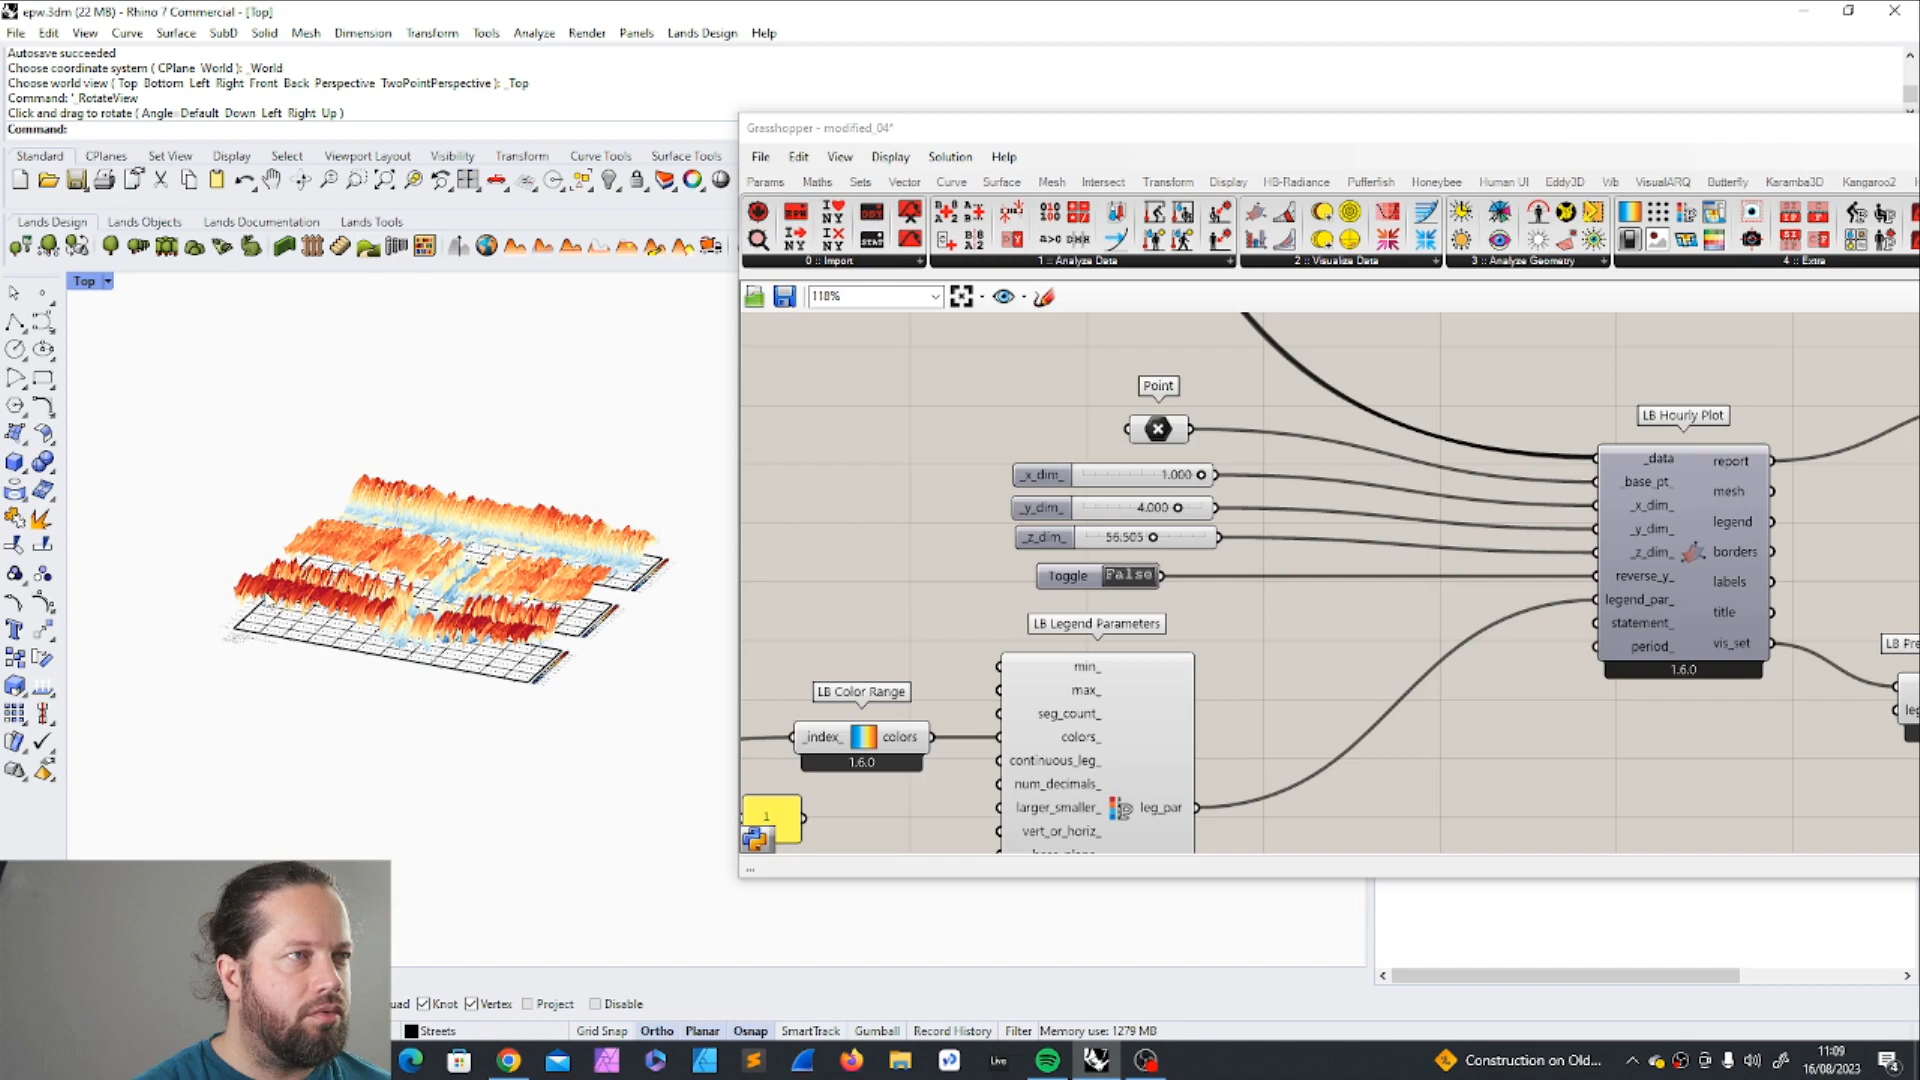 epw.3dm (22 MB) - Rhino 7 Commercial - [Top]
File Edit View Curve Surface SubD Solid Mesh Dimension Transform Tools Analyze Render Panels Lands Design Help
Autosave succeeded
Choose coordinate system ( CPlane World ): _World
Choose world view ( Top Bottom Left Right Front Back Perspective TwoPointPerspective ): _Top
Command: '_RotateView
Click and drag to rotate ( Angle=Default Down Left Right Up )
Command:
Standard CPlanes Set View Display Select Viewport Layout Visibility Transform Curve Tools Surface Tools
Lands Design Lands Objects Lands Documentation Lands Tools
Top
Grasshopper - modified_04*
File Edit View Display Solution Help
Params Maths Sets Vector Curve Surface Mesh Intersect Transform Display HB-Radiance Pufferfish Honeybee Human UI Eddy3D Wb VisualARQ Butterfly Karamba3D Kangaroo2
0 :: Import 1 :: Analyze Data 2 :: Visualize Data 3 :: Analyze Geometry 4 :: Extra
118%
Point
LB Hourly Plot
_x_dim_ 1.000
_y_dim_ 4.000
_z_dim_ 56.505
Toggle False
_data report
_base_pt_ mesh
_x_dim_ legend
_y_dim_ borders
_z_dim_ labels
reverse_y_ title
legend_par_ vis_set
statement_
period_
1.6.0
LB Pre
leg
LB Legend Parameters
min_
max_
seg_count_
colors_
continuous_leg_
num_decimals_
larger_smaller_ leg_par
vert_or_horiz_
LB Color Range
_index_ colors
1.6.0
1
...
uad Knot Vertex Project Disable
Streets Grid Snap Ortho Planar Osnap SmartTrack Gumball Record History Filter Memory use: 1279 MB
Live
Construction on Old...
11:09
16/08/2023
4